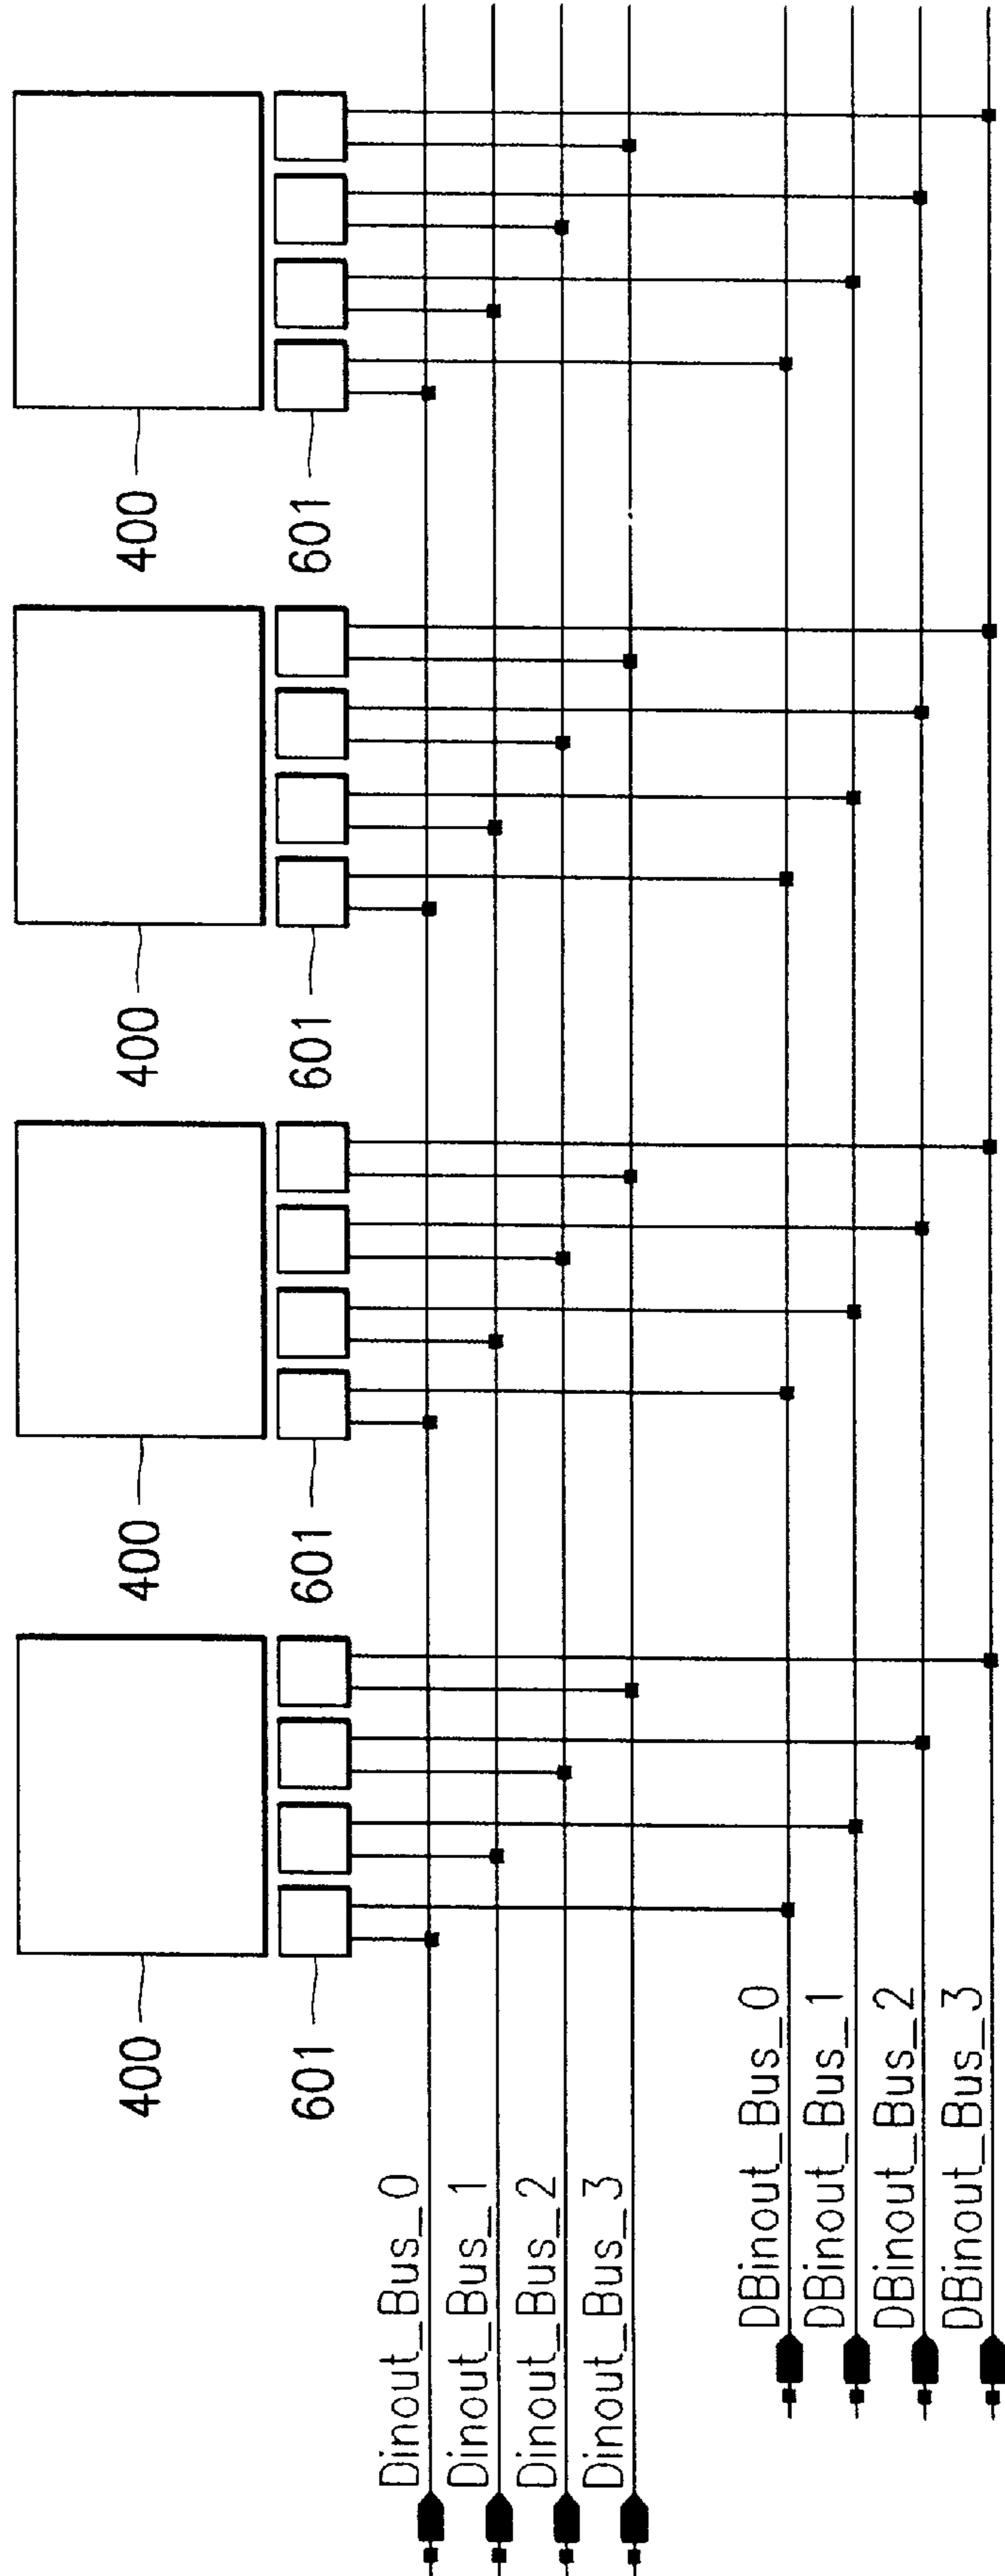 400
400
400
400
601
601
601
601
Dinout_Bus_0
Dinout_Bus_1
Dinout_Bus_2
Dinout_Bus_3
DBinout_Bus_0
DBinout_Bus_1
DBinout_Bus_2
DBinout_Bus_3